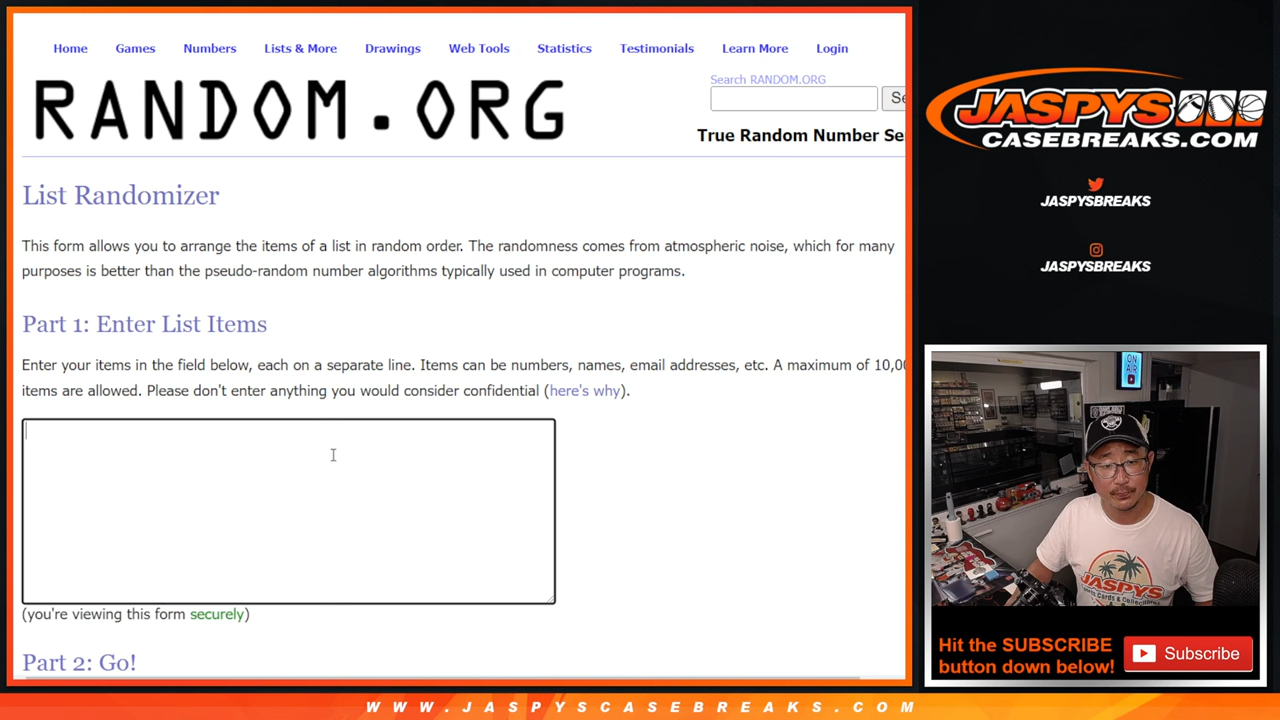 Home Games Numbers Lists & More Drawings Web Tools Statistics Testimonials Learn More Login
RANDOM.ORG
Search RANDOM.ORG
Se
True Random Number Se
List Randomizer
This form allows you to arrange the items of a list in random order. The randomness comes from atmospheric noise, which for many
purposes is better than the pseudo-random number algorithms typically used in computer programs.
Part 1: Enter List Items
Enter your items in the field below, each on a separate line. Items can be numbers, names, email addresses, etc. A maximum of 10,00
items are allowed. Please don't enter anything you would consider confidential (here's why).
(you're viewing this form securely)
Part 2: Go!
JASPYS
CASEBREAKS.COM
JASPYSBREAKS
JASPYSBREAKS
ON
AIR
JASPYS
Hit the SUBSCRIBE
button down below!
Subscribe
WWW.JASPYSCASEBREAKS.COM